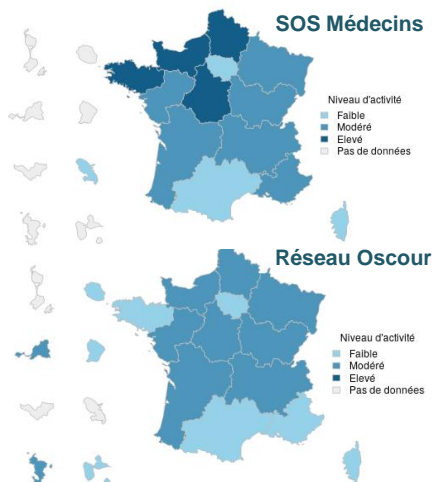 SOS Médecins
Niveau d'activité
Faible
Modéré
Elevé
Pas de données
Réseau Oscour
Niveau d'activité
Faible
Modéré
Elevé
Pas de données